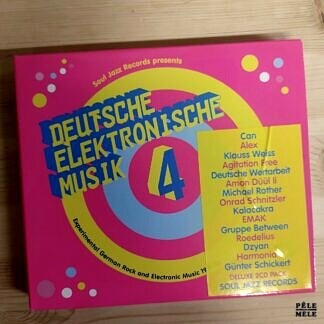 Soul Jazz Records presents
DEUTSCHE
ELEKTRONISCHE
MUSIK 4
Experimental German Rock and Electronic Music
Can
Alex
Klauss Weiss
Agitation Free
Deutsche Wertarbeit
Amon Düül ii
Michael Rother
Onrad Schnitzler
Kalacakra
EMAK
Gruppe Between
Roedelius
Dzyan
Harmonia
Günter Schickert
DELUXE 2CD PACK
SOUL JAZZ RECORDS
PÊLE
MÊLE